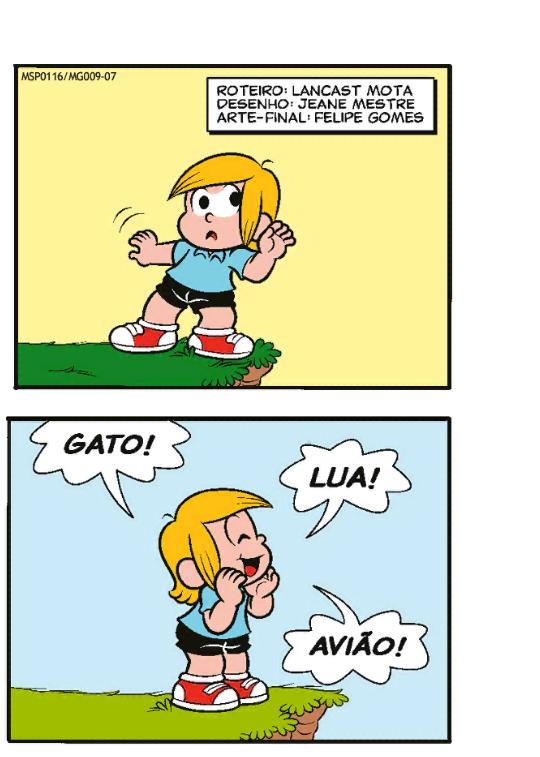 MSP0116/MG009-07
ROTEIRO: LANCAST MOTA
DESENHO: JEANE MESTRE
ARTE-FINAL: FELIPE GOMES
GATO!
LUA!
AVIÃO!